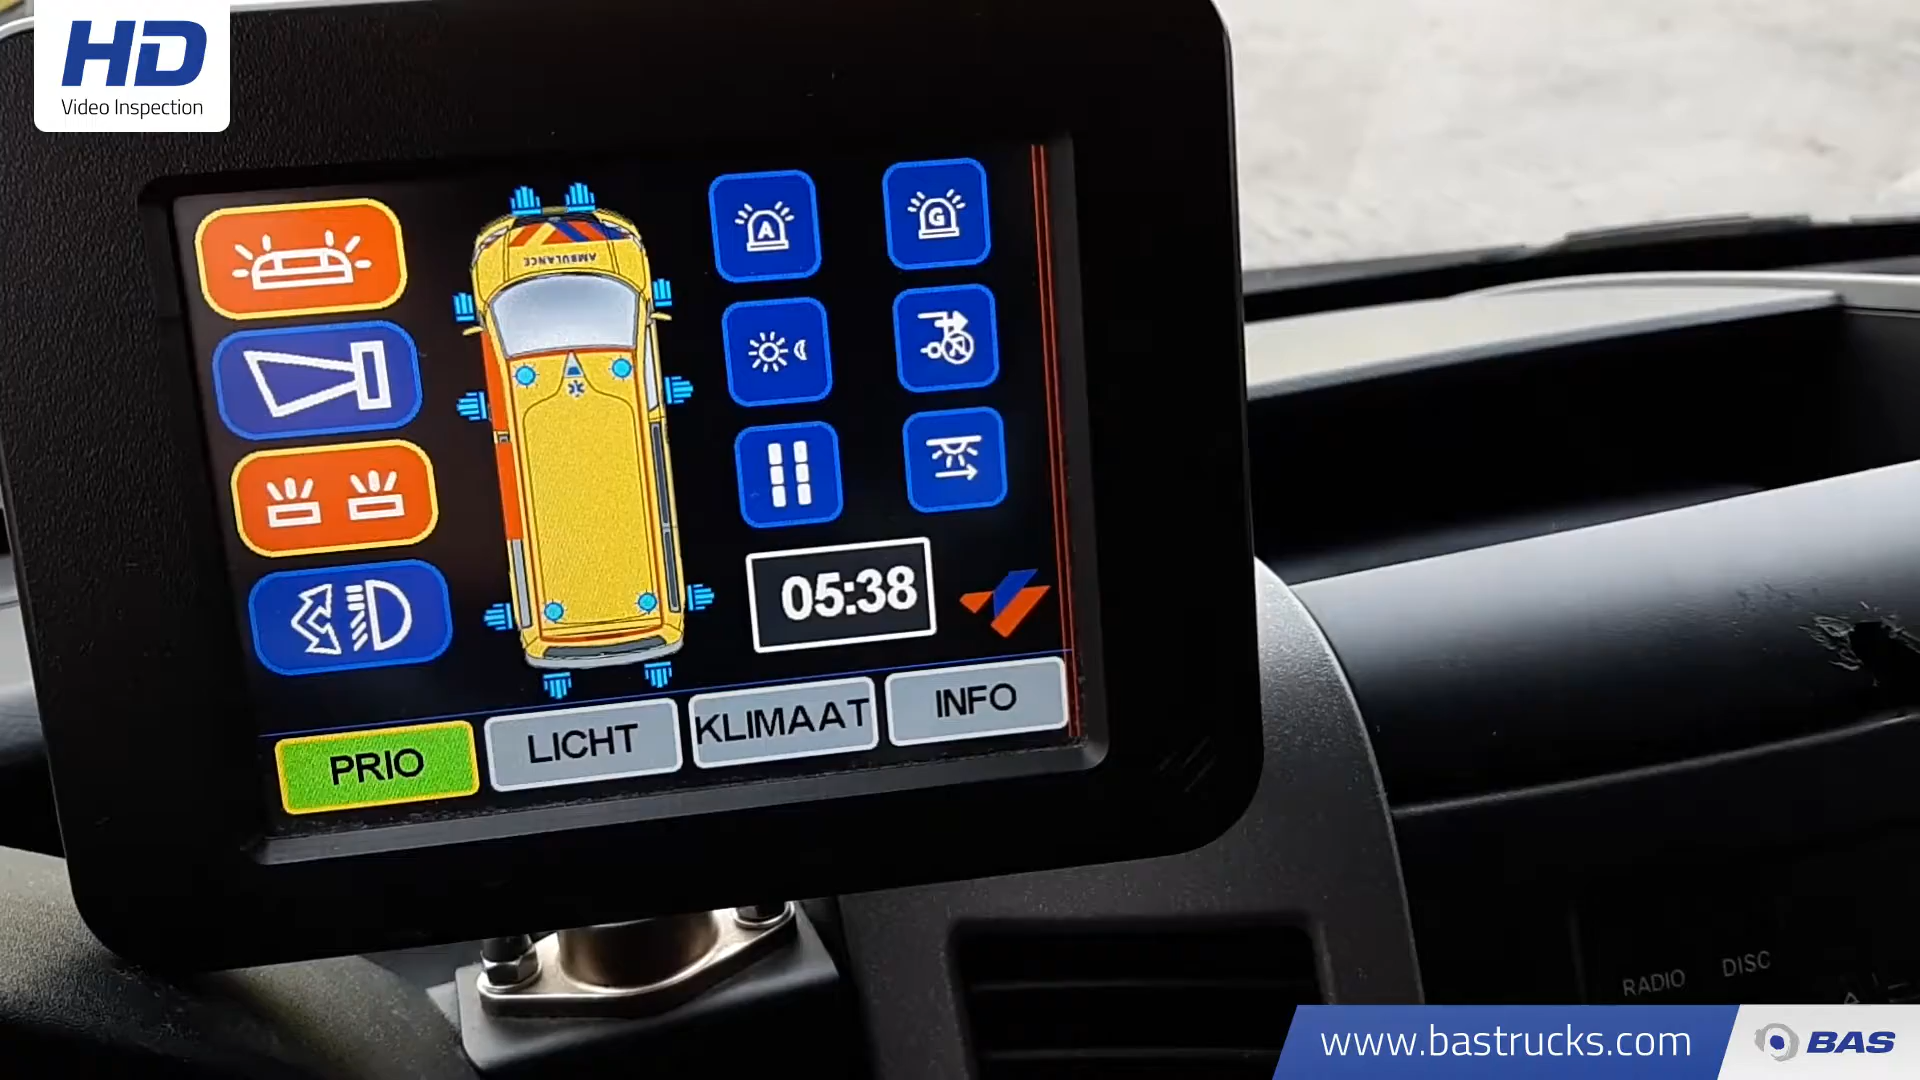 HD
Video Inspection
AMBULANCE
A
G
05:38
PRIO
LICHT
KLIMAAT
INFO
RADIO
DISC
www.bastrucks.com
BAS